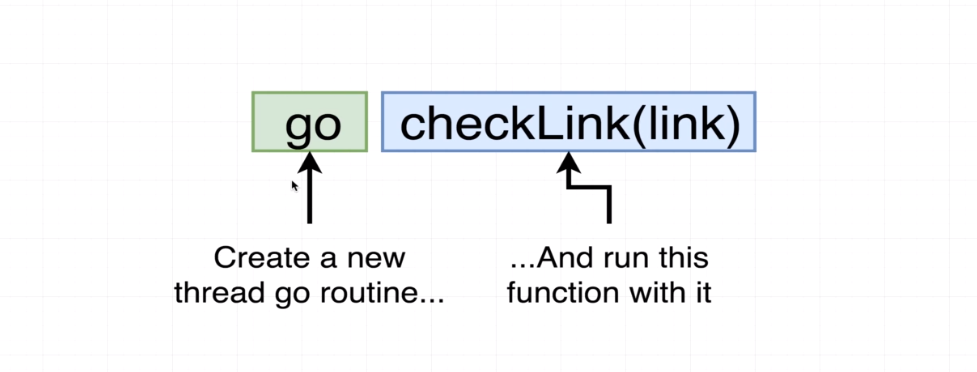 go checkLink(link)
Create a new
thread go routine...
...And run this
function with it